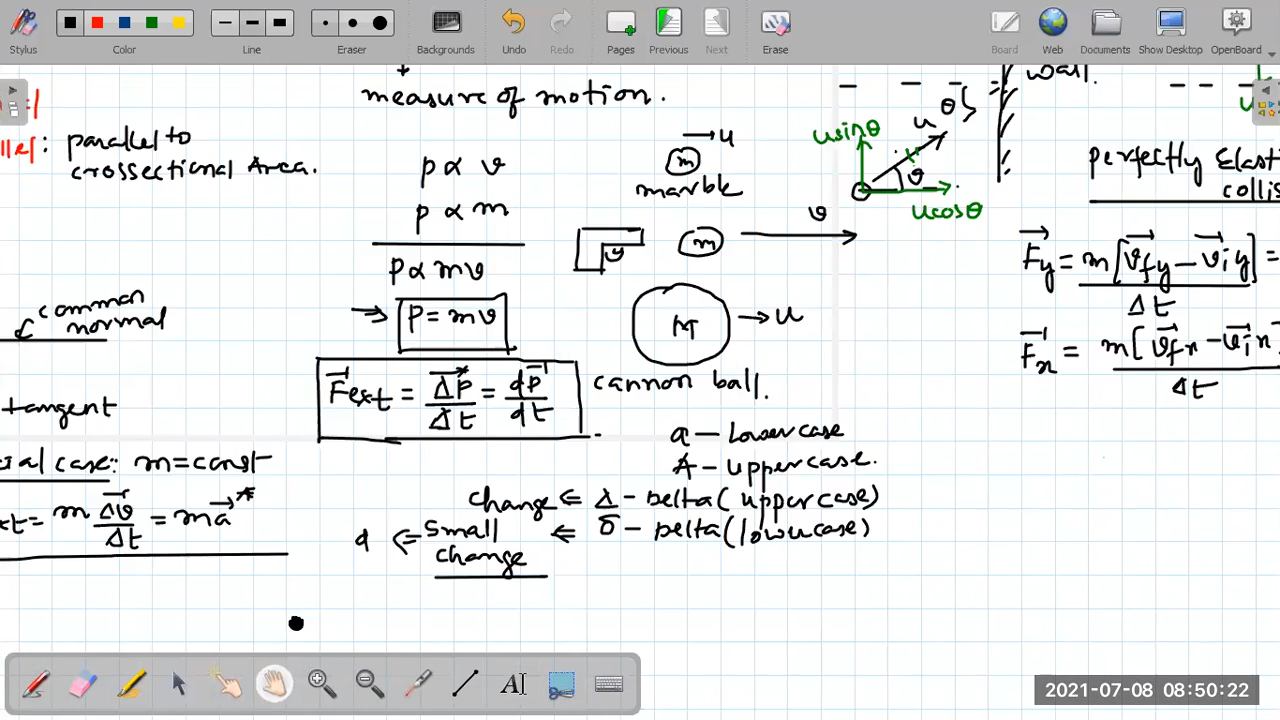 Stylus
Color
Line
Eraser
Backgrounds
Undo
Redo
Pages
Previous
Next
Erase
Board
Web
Documents
Show Desktop
OpenBoard
measure of motion.
parallel to
crossectional Area.
p ∝ v
p ∝ m
p ∝ mv
p = mv
F⃗ext = Δp⃗/Δt = dp⃗/dt
common
normal
tangent
case: m = const
m Δv⃗/Δt = ma⃗
u
m
marble
v
m
v
M
u
cannon ball.
a - Lowercase
A - uppercase.
change ⇐ Δ - Delta (uppercase)
d ⇐ small change ⇐ δ - Delta (lowercase)
wall.
θ
u
usinθ
θ
ucosθ
perfectly Elast
collis
F⃗y = m[v⃗fy - v⃗iy]/Δt =
F⃗x = m[v⃗fx - v⃗ix]/Δt
2021-07-08 08:50:22